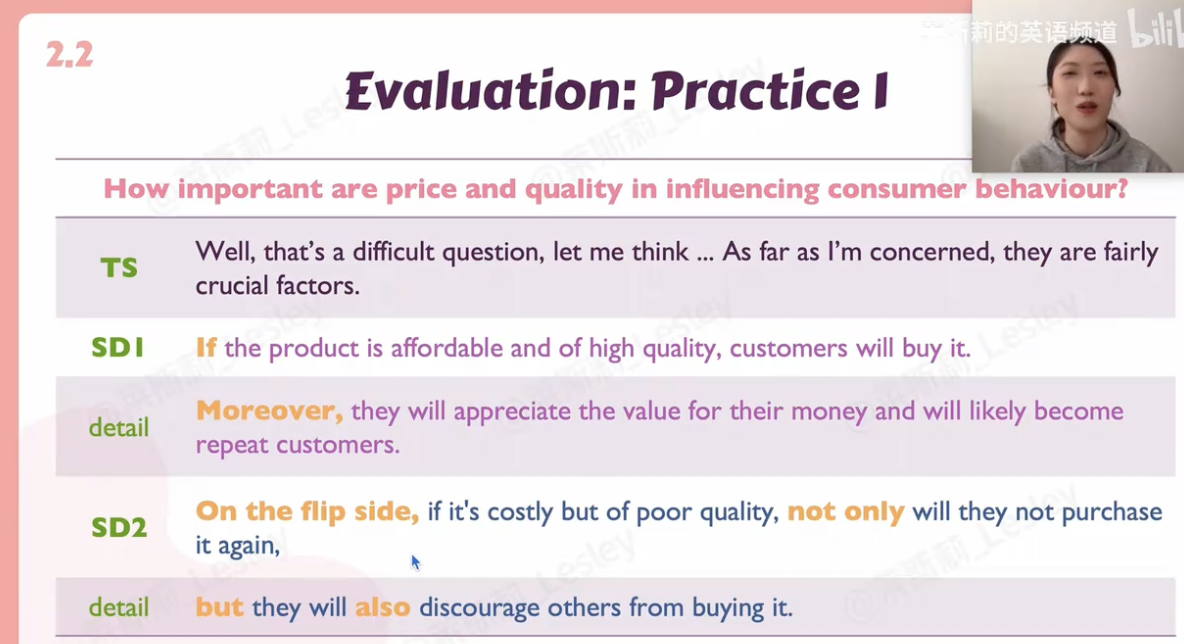 莱斯莉的英语频道 bili
2.2
Evaluation: Practice 1
How important are price and quality in influencing consumer behaviour?
TS
Well, that's a difficult question, let me think ... As far as I'm concerned, they are fairly
crucial factors.
SD1
If the product is affordable and of high quality, customers will buy it.
detail
Moreover, they will appreciate the value for their money and will likely become
repeat customers.
SD2
On the flip side, if it's costly but of poor quality, not only will they not purchase
it again,
detail
but they will also discourage others from buying it.
@莱斯莉_Lesley